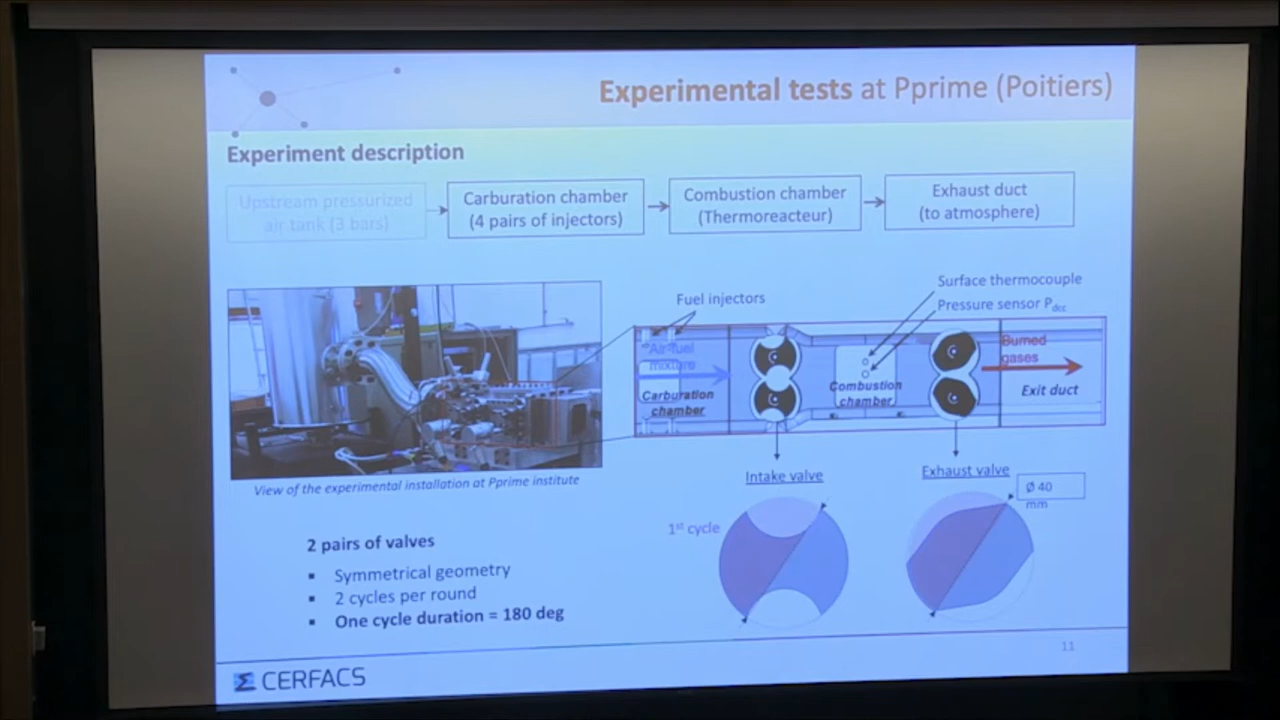 Experimental tests at Pprime (Poitiers)
Experiment description
Upstream pressurized
air tank (3 bars)
Carburation chamber
(4 pairs of injectors)
Combustion chamber
(Thermoreacteur)
Exhaust duct
(to atmosphere)
Surface thermocouple
Pressure sensor Pdcc
Fuel injectors
Air-fuel
mixture
Carburation
chamber
Combustion
chamber
Burned
gases
Exit duct
View of the experimental installation at Pprime institute
Intake valve
Exhaust valve
Ø 40
mm
1st cycle
2 pairs of valves
▪ Symmetrical geometry
▪ 2 cycles per round
▪ One cycle duration = 180 deg
11
CERFACS